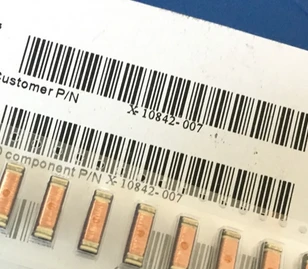 Customer P/N X-10842-007
component P/N X-10842-007